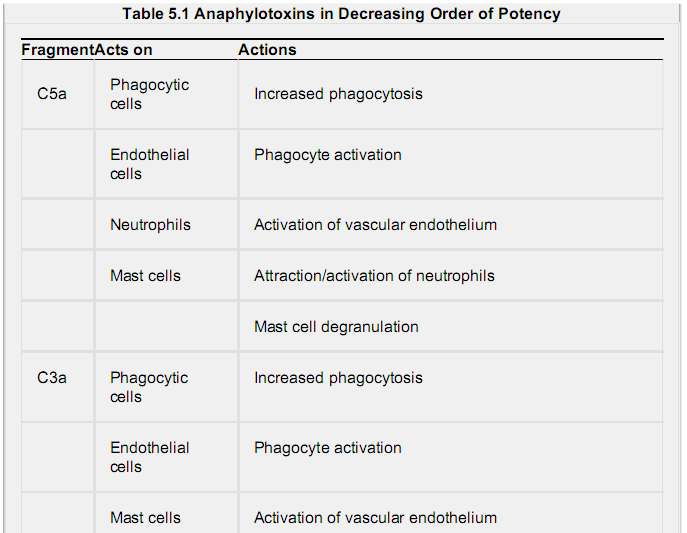 Table 5.1 Anaphylotoxins in Decreasing Order of Potency
Fragment Acts on Actions
C5a Phagocytic cells Increased phagocytosis
Endothelial cells Phagocyte activation
Neutrophils Activation of vascular endothelium
Mast cells Attraction/activation of neutrophils
Mast cell degranulation
C3a Phagocytic cells Increased phagocytosis
Endothelial cells Phagocyte activation
Mast cells Activation of vascular endothelium